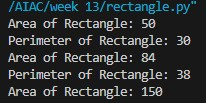 /AIAC/week 13/rectangle.py"
Area of Rectangle: 50
Perimeter of Rectangle: 30
Area of Rectangle: 84
Perimeter of Rectangle: 38
Area of Rectangle: 150